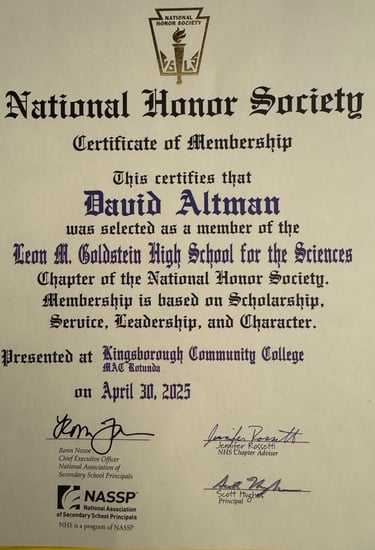 NATIONAL
HONOR SOCIETY
National Honor Society
Certificate of Membership
This certifies that
David Altman
was selected as a member of the
Leon M. Goldstein High School for the Sciences
Chapter of the National Honor Society.
Membership is based on Scholarship,
Service, Leadership, and Character.
Presented at Kingsborough Community College
MAC Rotunda
on April 30, 2025
Jennifer Rossetti
Ronn Nozoe
Chief Executive Officer
National Association of
Secondary School Principals
Jennifer Rossetti
NHS Chapter Adviser
Scott Hughes
Principal
NASSP
National Association
of Secondary School Principals
NHS is a program of NASSP